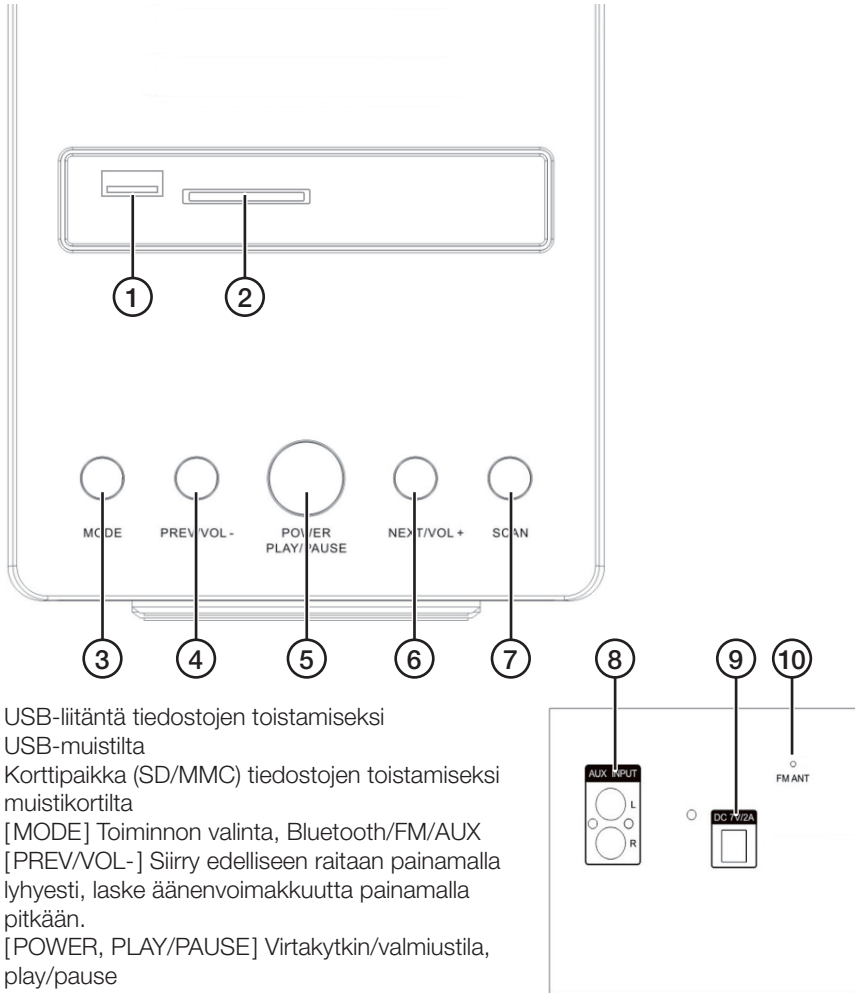 1
2
MODE
PREV/VOL -
POWER
PLAY/PAUSE
NEXT/VOL +
SCAN
3
4
5
6
7
8
9
10
USB-liitäntä tiedostojen toistamiseksi
USB-muistilta
Korttipaikka (SD/MMC) tiedostojen toistamiseksi
muistikortilta
[MODE] Toiminnon valinta, Bluetooth/FM/AUX
[PREV/VOL-] Siirry edelliseen raitaan painamalla
lyhyesti, laske äänenvoimakkuutta painamalla
pitkään.
[POWER, PLAY/PAUSE] Virtakytkin/valmiustila,
play/pause
AUX INPUT
L
R
DC 7V/2A
FM ANT